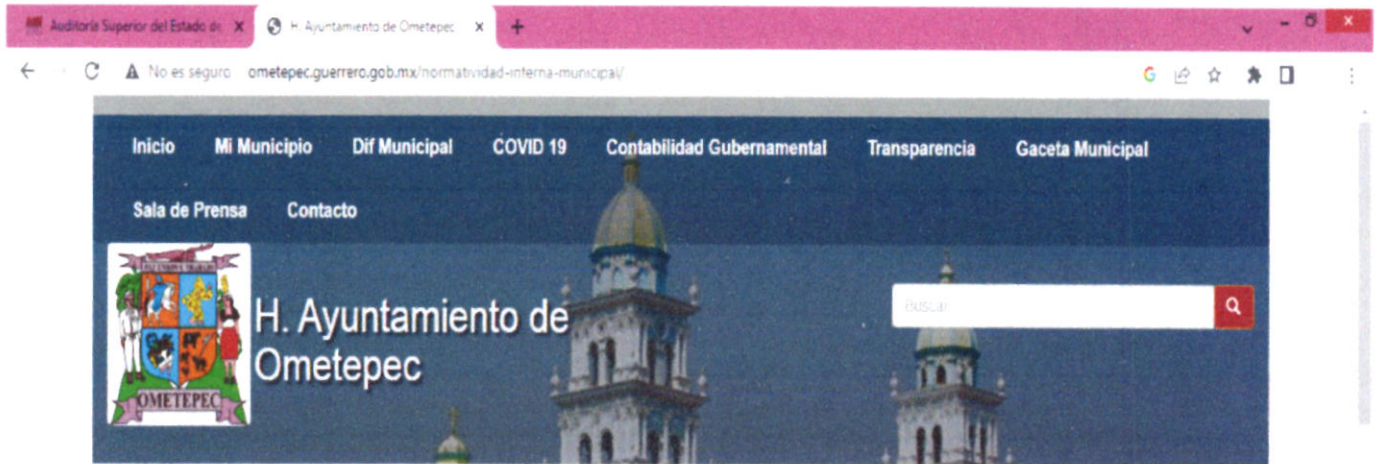 Auditoría Superior del Estado de X
H. Ayuntamiento de Ometepec X +
No es seguro ometepec.guerrero.gob.mx/normatividad-interna-municipal/
Inicio Mi Municipio Dif Municipal COVID 19 Contabilidad Gubernamental Transparencia Gaceta Municipal
Sala de Prensa Contacto
H. Ayuntamiento de
Ometepec
Buscar
OMETEPEC